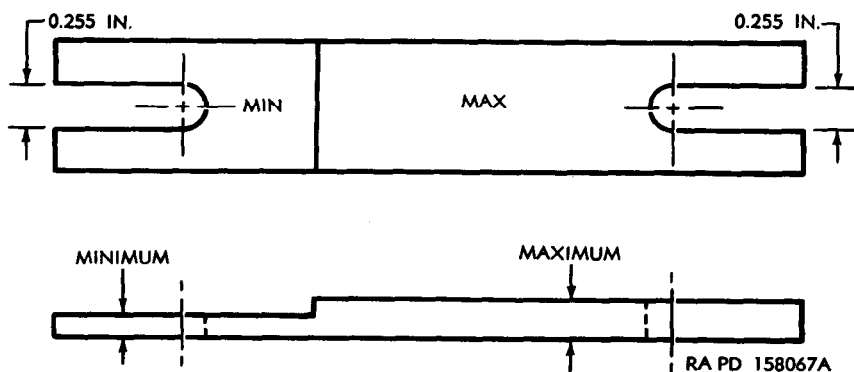 0.255 IN.
0.255 IN.
MIN
MAX
MINIMUM
MAXIMUM
RA PD 158067A